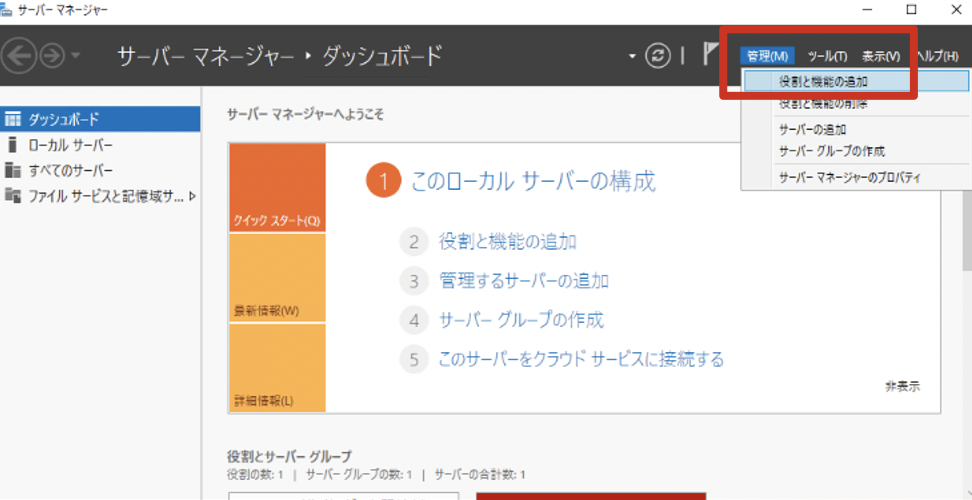 サーバー マネージャー
サーバー マネージャー ・ ダッシュボード
管理(M) ツール(T) 表示(V) ヘルプ(H)
役割と機能の追加
役割と機能の削除
サーバーの追加
サーバー グループの作成
サーバー マネージャーのプロパティ
ダッシュボード
ローカル サーバー
すべてのサーバー
ファイル サービスと記憶域サ...
サーバー マネージャーへようこそ
クイック スタート(Q)
最新情報(W)
詳細情報(L)
1 このローカル サーバーの構成
2 役割と機能の追加
3 管理するサーバーの追加
4 サーバー グループの作成
5 このサーバーをクラウド サービスに接続する
非表示
役割とサーバー グループ
役割の数: 1 | サーバー グループの数: 1 | サーバーの合計数: 1